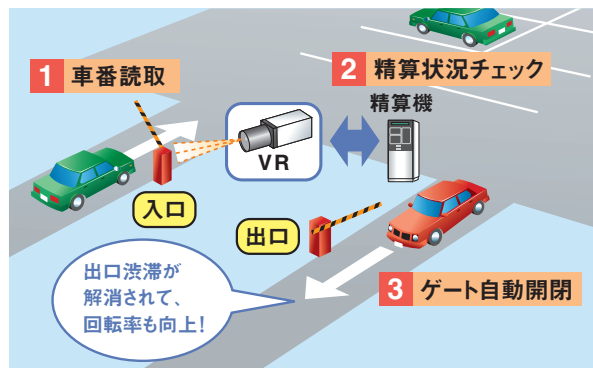 1 車番読取
2 精算状況チェック
精算機
VR
入口
出口
出口渋滞が
解消されて、
回転率も向上!
3 ゲート自動開閉